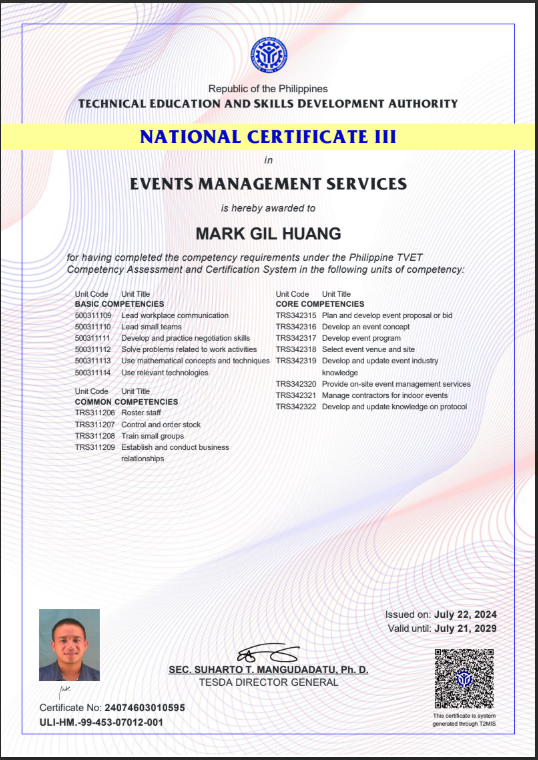 Republic of the Philippines
TECHNICAL EDUCATION AND SKILLS DEVELOPMENT AUTHORITY
NATIONAL CERTIFICATE III
in
EVENTS MANAGEMENT SERVICES
is hereby awarded to
MARK GIL HUANG
for having completed the competency requirements under the Philippine TVET
Competency Assessment and Certification System in the following units of competency:
Unit Code Unit Title
BASIC COMPETENCIES
500311109 Lead workplace communication
500311110 Lead small teams
500311111 Develop and practice negotiation skills
500311112 Solve problems related to work activities
500311113 Use mathematical concepts and techniques
500311114 Use relevant technologies
Unit Code Unit Title
COMMON COMPETENCIES
TRS311206 Roster staff
TRS311207 Control and order stock
TRS311208 Train small groups
TRS311209 Establish and conduct business
relationships
Unit Code Unit Title
CORE COMPETENCIES
TRS342315 Plan and develop event proposal or bid
TRS342316 Develop an event concept
TRS342317 Develop event program
TRS342318 Select event venue and site
TRS342319 Develop and update event industry
knowledge
TRS342320 Provide on-site event management services
TRS342321 Manage contractors for indoor events
TRS342322 Develop and update knowledge on protocol
Issued on: July 22, 2024
Valid until: July 21, 2029
SEC. SUHARTO T. MANGUDADATU, Ph. D.
TESDA DIRECTOR GENERAL
Certificate No: 24074603010595
ULI-HM.-99-453-07012-001
This certificate is system
generated through T2MIS